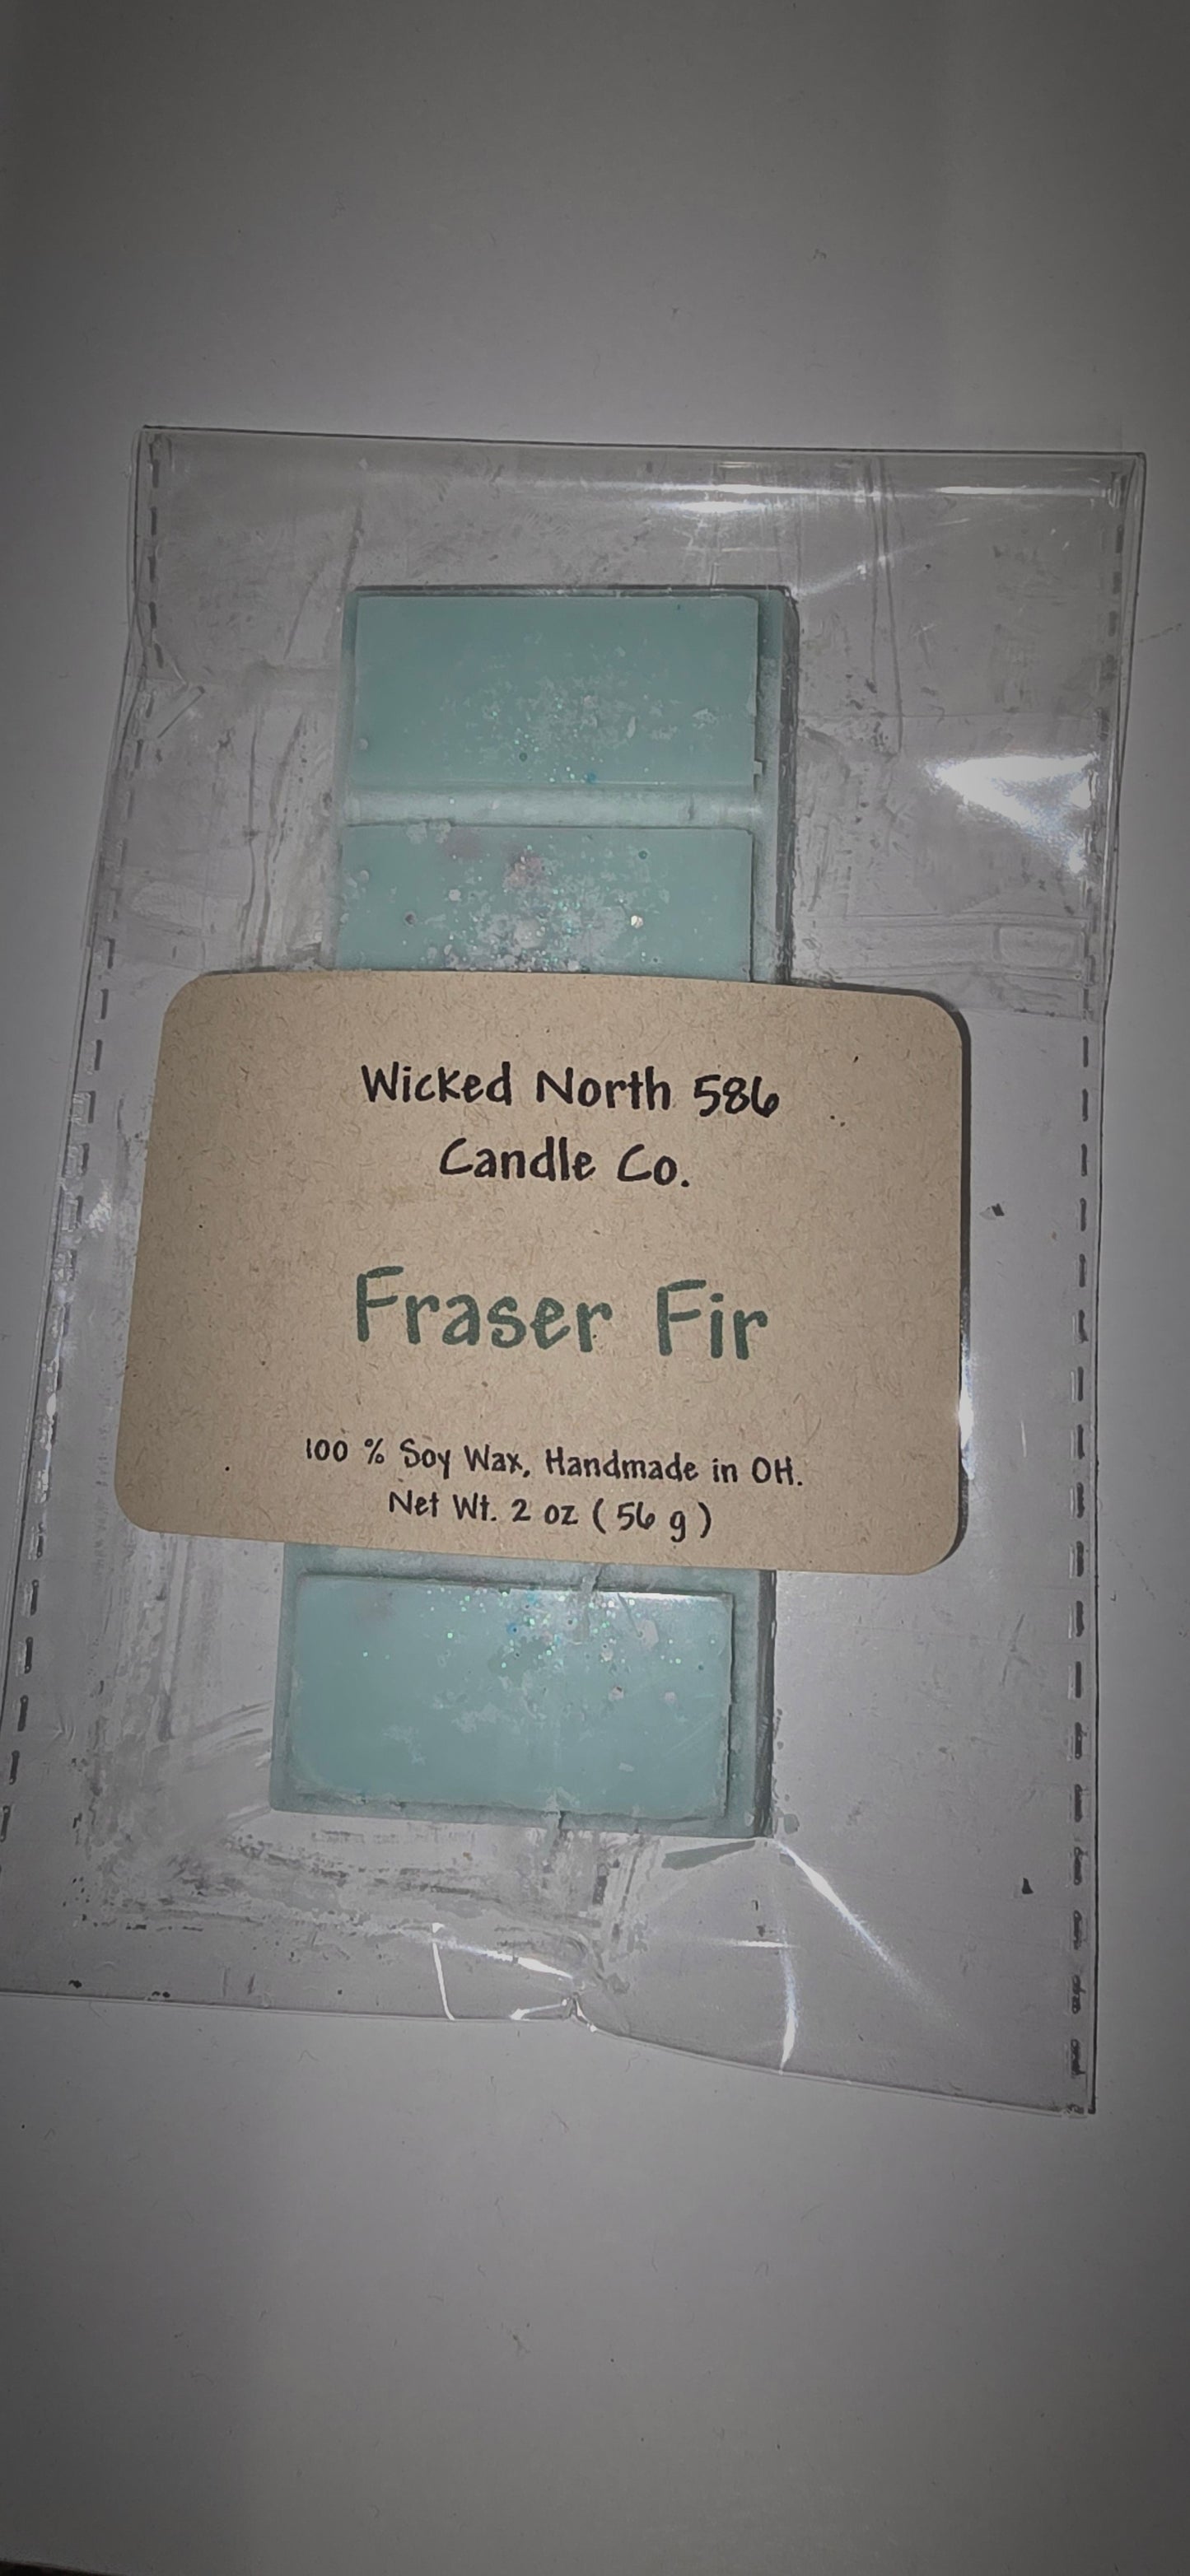 Wicked North 586
Candle Co.
Fraser Fir
100 % Soy Wax, Handmade in OH.
Net Wt. 2 oz ( 56 g )